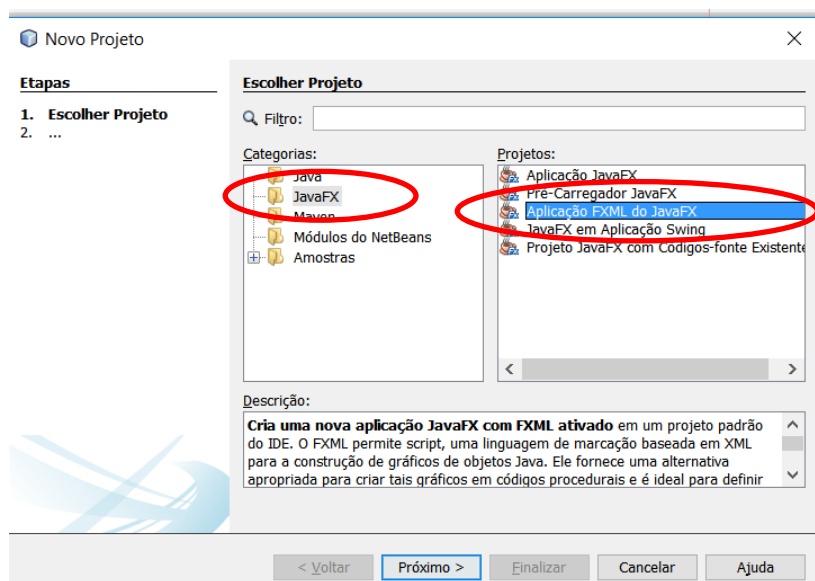 Novo Projeto
Etapas
1. Escolher Projeto
2. ...
Escolher Projeto
Filtro:
Categorias:
Java
JavaFX
Maven
Módulos do NetBeans
Amostras
Projetos:
Aplicação JavaFX
Pré-Carregador JavaFX
Aplicação FXML do JavaFX
JavaFX em Aplicação Swing
Projeto JavaFX com Códigos-fonte Existente
Descrição:
Cria uma nova aplicação JavaFX com FXML ativado em um projeto padrão
do IDE. O FXML permite script, uma linguagem de marcação baseada em XML
para a construção de gráficos de objetos Java. Ele fornece uma alternativa
apropriada para criar tais gráficos em códigos procedurais e é ideal para definir
< Voltar
Próximo >
Finalizar
Cancelar
Ajuda